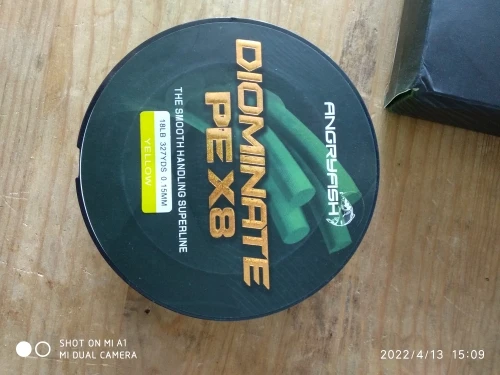 ANGRYFISH
DIOMINATE
PE X8
THE SMOOTH HANDLING SUPERLINE
18LB 327YDS 0.15MM
YELLOW
SHOT ON MI A1
MI DUAL CAMERA
2022/4/13 15:09